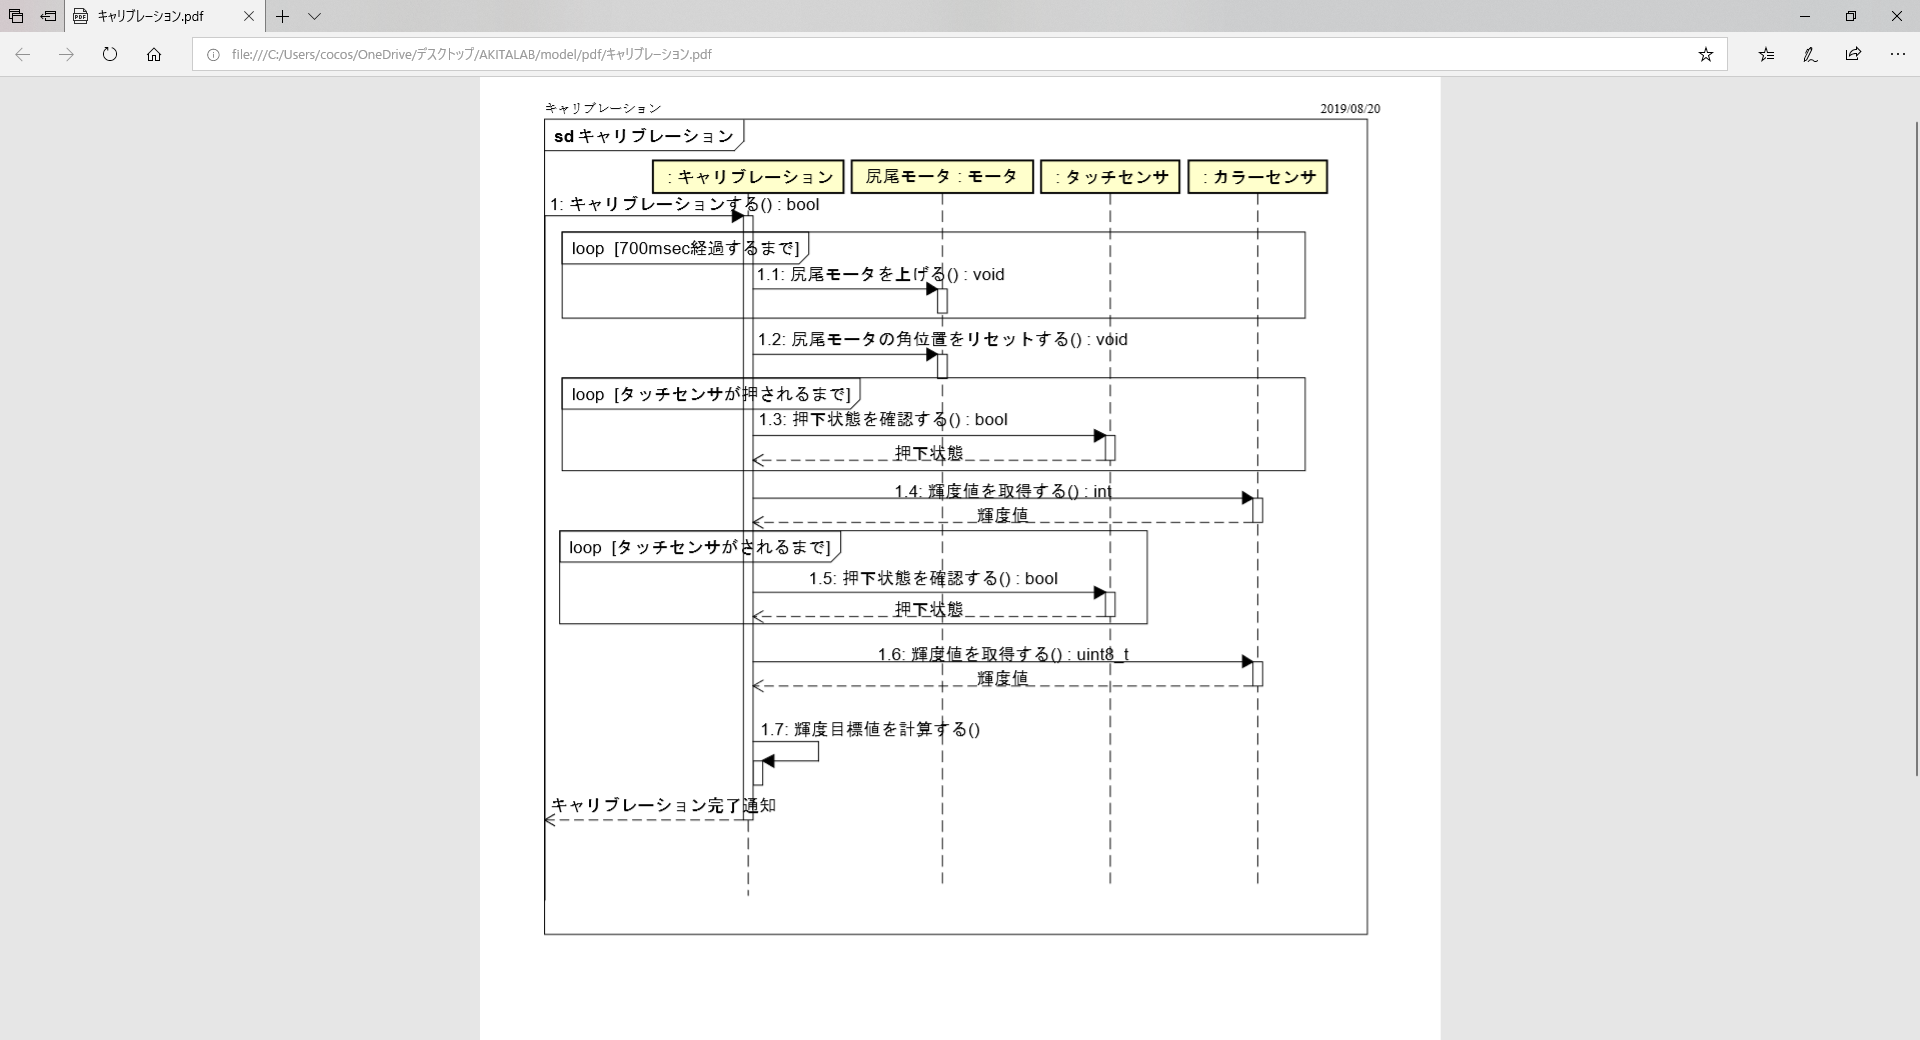 キャリブレーション.pdf
file:///C:/Users/cocos/OneDrive/デスクトップ/AKITALAB/model/pdf/キャリブレーション.pdf
キャリブレーション 2019/08/20
sd キャリブレーション
: キャリブレーション 尻尾モータ : モータ : タッチセンサ : カラーセンサ
1: キャリブレーションする() : bool
loop [700msec経過するまで]
1.1: 尻尾モータを上げる() : void
1.2: 尻尾モータの角位置をリセットする() : void
loop [タッチセンサが押されるまで]
1.3: 押下状態を確認する() : bool
押下状態
1.4: 輝度値を取得する() : int
輝度値
loop [タッチセンサがされるまで]
1.5: 押下状態を確認する() : bool
押下状態
1.6: 輝度値を取得する() : uint8_t
輝度値
1.7: 輝度目標値を計算する()
キャリブレーション完了通知